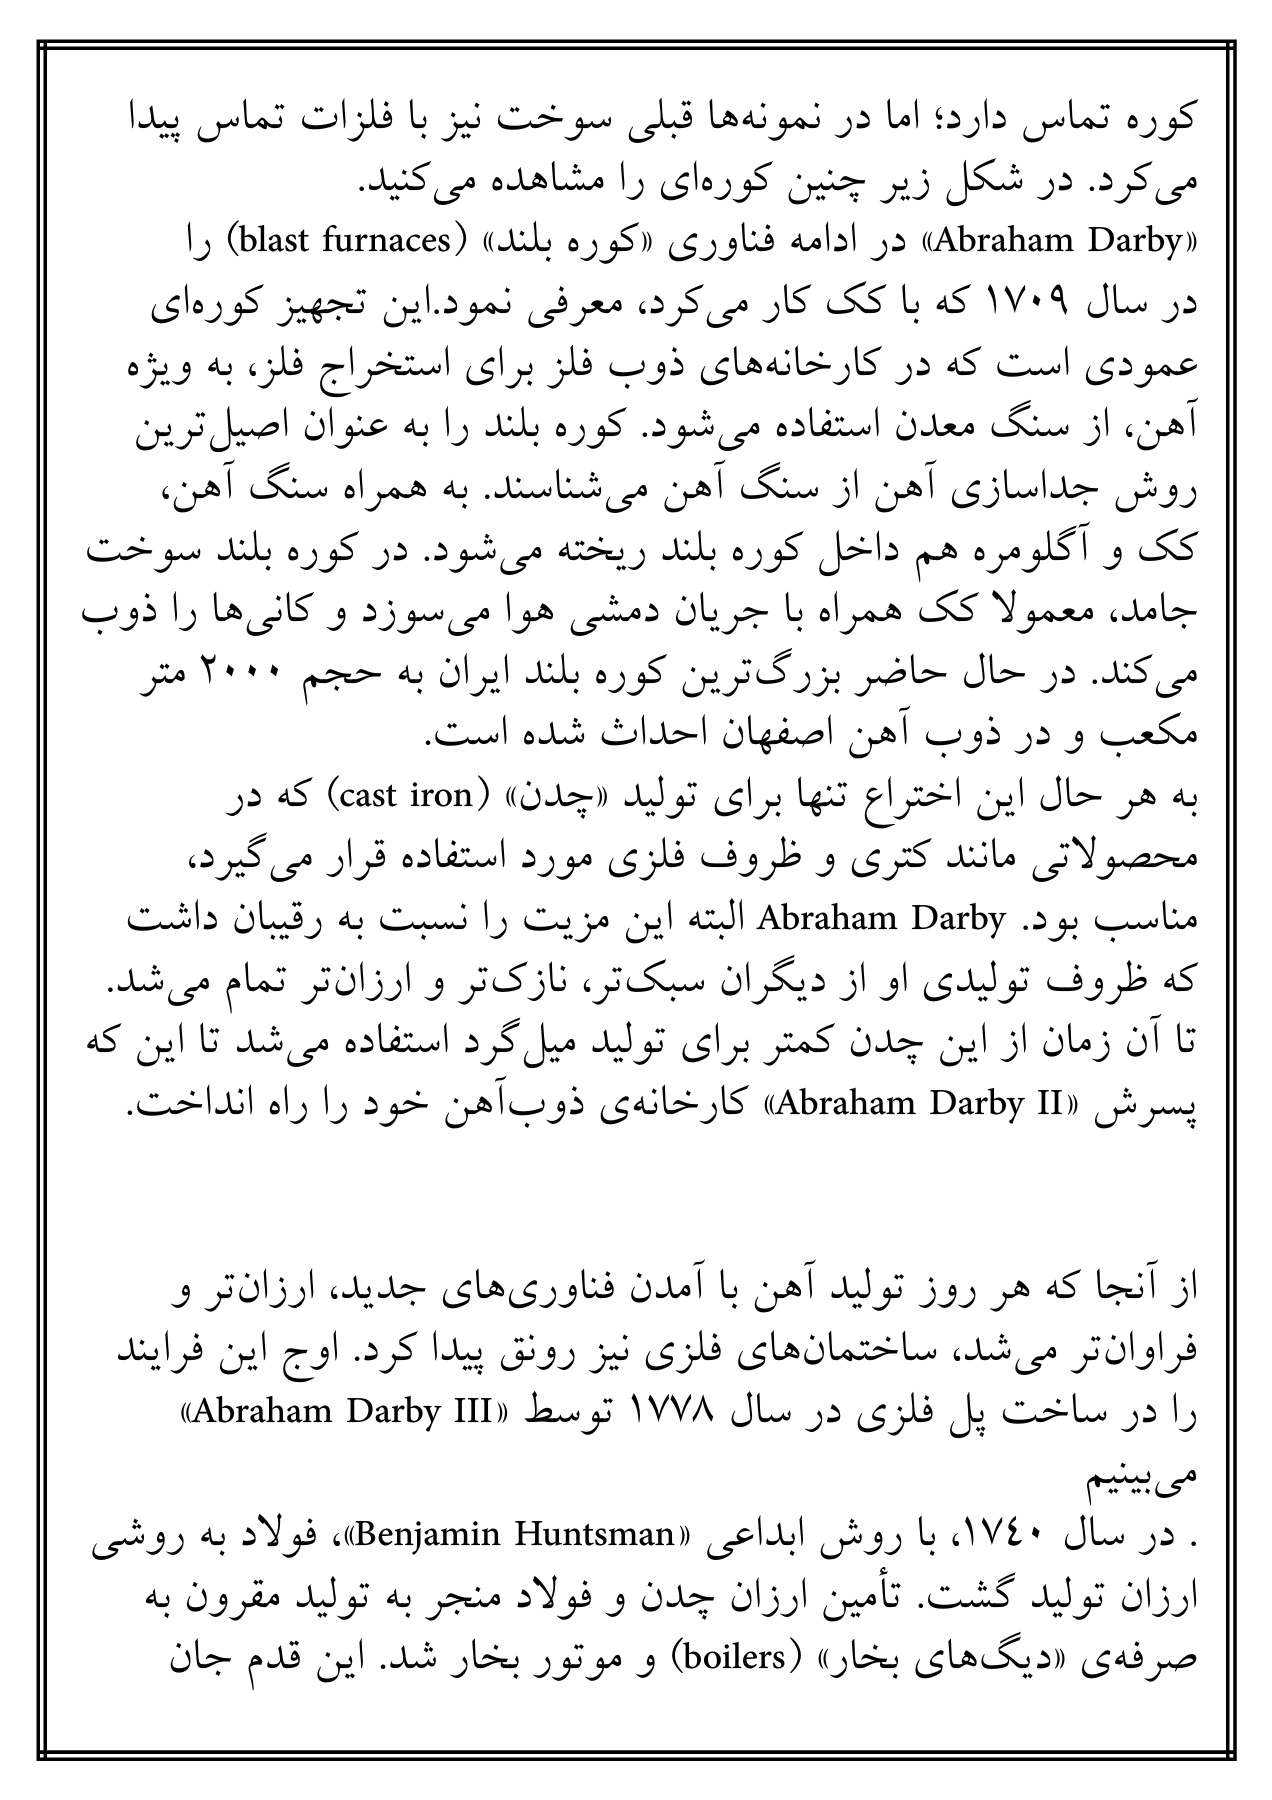 کوره تماس دارد؛ اما در نمونه‌ها قبلی سوخت نیز با فلزات تماس پیدا
می‌کرد. در شکل زیر چنین کوره‌ای را مشاهده می‌کنید.
«Abraham Darby» در ادامه فناوری «کوره بلند» (blast furnaces) را
در سال ۱۷۰۹ که با کک کار می‌کرد، معرفی نمود.این تجهیز کوره‌ای
عمودی است که در کارخانه‌های ذوب فلز برای استخراج فلز، به ویژه
آهن، از سنگ معدن استفاده می‌شود. کوره بلند را به عنوان اصیل‌ترین
روش جداسازی آهن از سنگ آهن می‌شناسند. به همراه سنگ آهن،
کک و آگلومره هم داخل کوره بلند ریخته می‌شود. در کوره بلند سوخت
جامد، معمولا کک همراه با جریان دمشی هوا می‌سوزد و کانی‌ها را ذوب
می‌کند. در حال حاضر بزرگ‌ترین کوره بلند ایران به حجم ۲۰۰۰ متر
مکعب و در ذوب آهن اصفهان احداث شده است.
به هر حال این اختراع تنها برای تولید «چدن» (cast iron) که در
محصولاتی مانند کتری و ظروف فلزی مورد استفاده قرار می‌گیرد،
مناسب بود. Abraham Darby البته این مزیت را نسبت به رقیبان داشت
که ظروف تولیدی او از دیگران سبک‌تر، نازک‌تر و ارزان‌تر تمام می‌شد.
تا آن زمان از این چدن کمتر برای تولید میل‌گرد استفاده می‌شد تا این که
پسرش «Abraham Darby II» کارخانه‌ی ذوب‌آهن خود را راه انداخت.
از آنجا که هر روز تولید آهن با آمدن فناوری‌های جدید، ارزان‌تر و
فراوان‌تر می‌شد، ساختمان‌های فلزی نیز رونق پیدا کرد. اوج این فرایند
را در ساخت پل فلزی در سال ۱۷۷۸ توسط «Abraham Darby III»
می‌بینیم
. در سال ۱۷٤۰، با روش ابداعی «Benjamin Huntsman»، فولاد به روشی
ارزان تولید گشت. تأمین ارزان چدن و فولاد منجر به تولید مقرون به
صرفه‌ی «دیگ‌های بخار» (boilers) و موتور بخار شد. این قدم جان